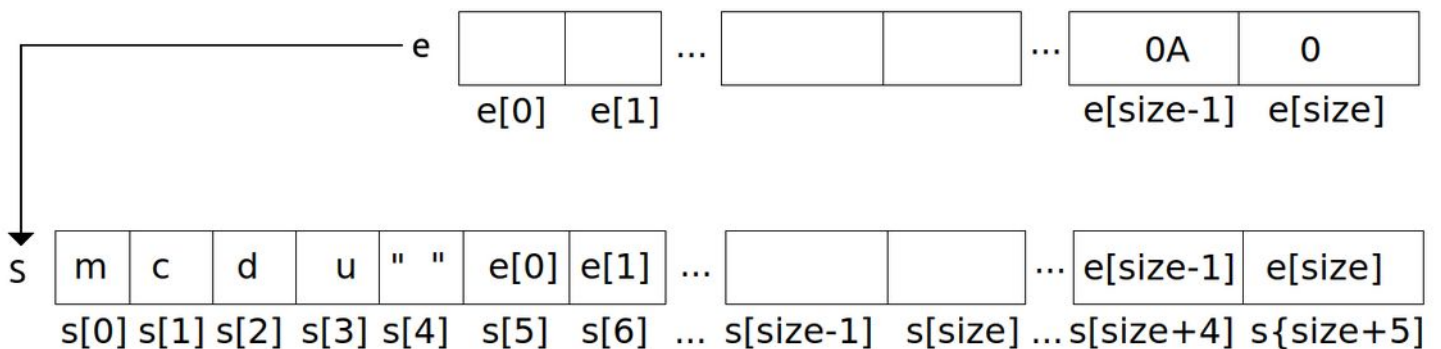 e ... ... 0A 0
e[0] e[1] e[size-1] e[size]
s m c d u " " e[0] e[1] ... ... e[size-1] e[size]
s[0] s[1] s[2] s[3] s[4] s[5] s[6] ... s[size-1] s[size] ... s[size+4] s{size+5]